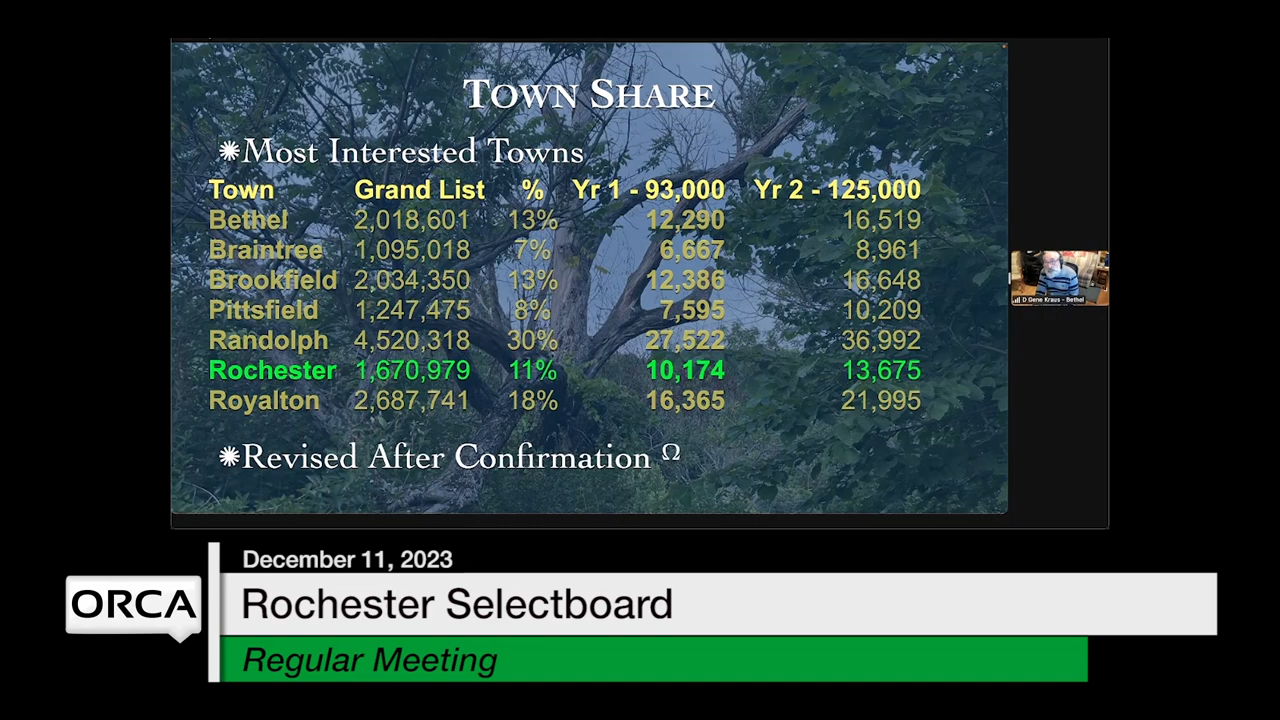 TOWN SHARE
✹Most Interested Towns
Town Grand List % Yr 1 - 93,000 Yr 2 - 125,000
Bethel 2,018,601 13% 12,290 16,519
Braintree 1,095,018 7% 6,667 8,961
Brookfield 2,034,350 13% 12,386 16,648
Pittsfield 1,247,475 8% 7,595 10,209
Randolph 4,520,318 30% 27,522 36,992
Rochester 1,670,979 11% 10,174 13,675
Royalton 2,687,741 18% 16,365 21,995
✹Revised After Confirmation Ω
D Gene Kraus - Bethel
December 11, 2023
ORCA
Rochester Selectboard
Regular Meeting